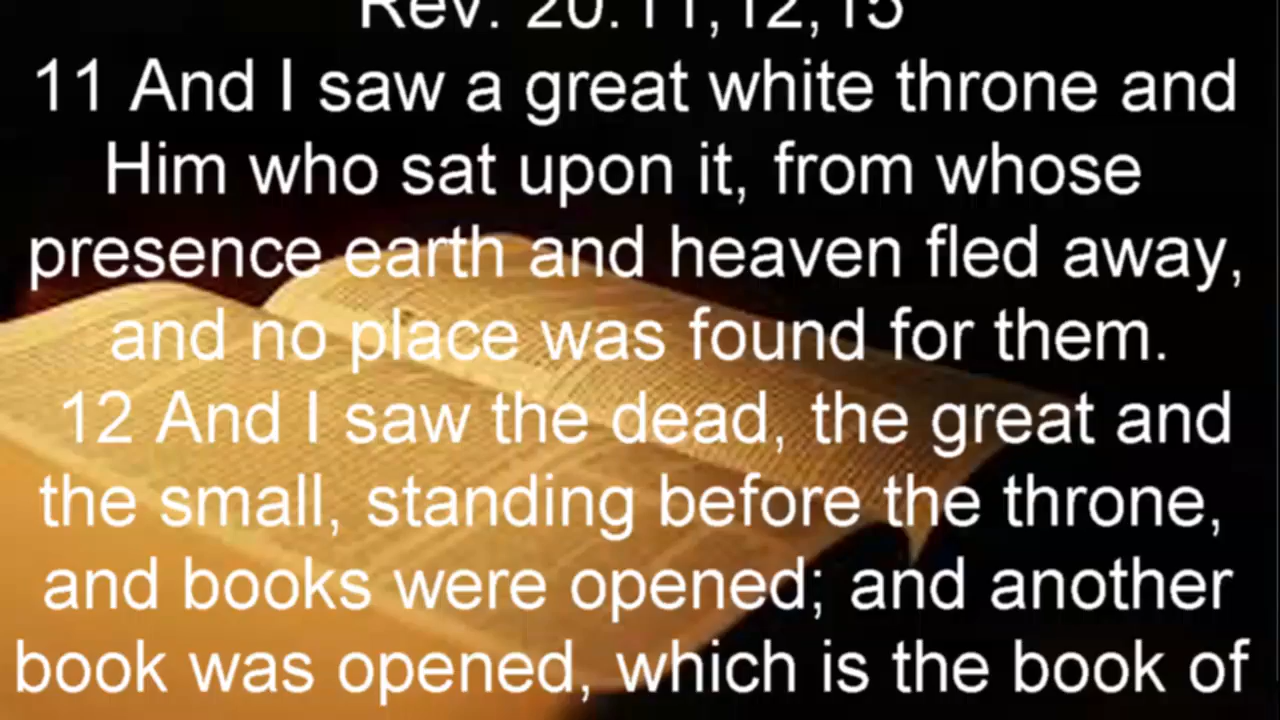 Rev. 20:11,12,15
11 And I saw a great white throne and
Him who sat upon it, from whose
presence earth and heaven fled away,
and no place was found for them.
12 And I saw the dead, the great and
the small, standing before the throne,
and books were opened; and another
book was opened, which is the book of